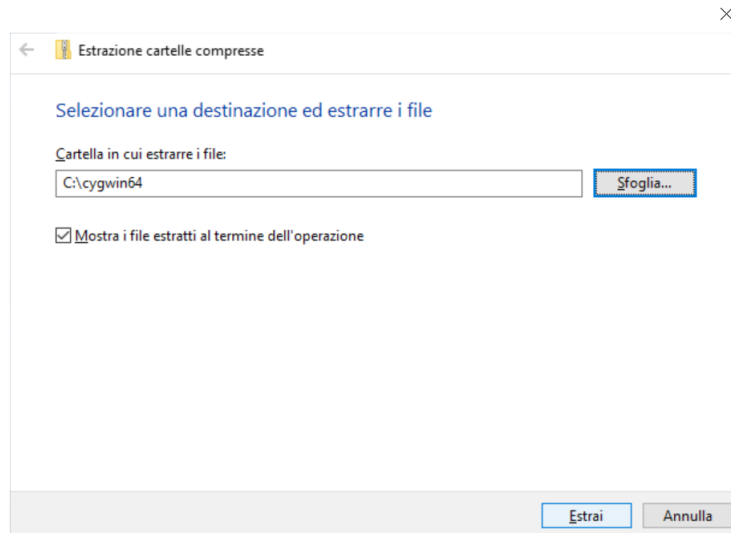 Estrazione cartelle compresse
Selezionare una destinazione ed estrarre i file
Cartella in cui estrarre i file:
C:\cygwin64
Sfoglia...
Mostra i file estratti al termine dell'operazione
Estrai
Annulla